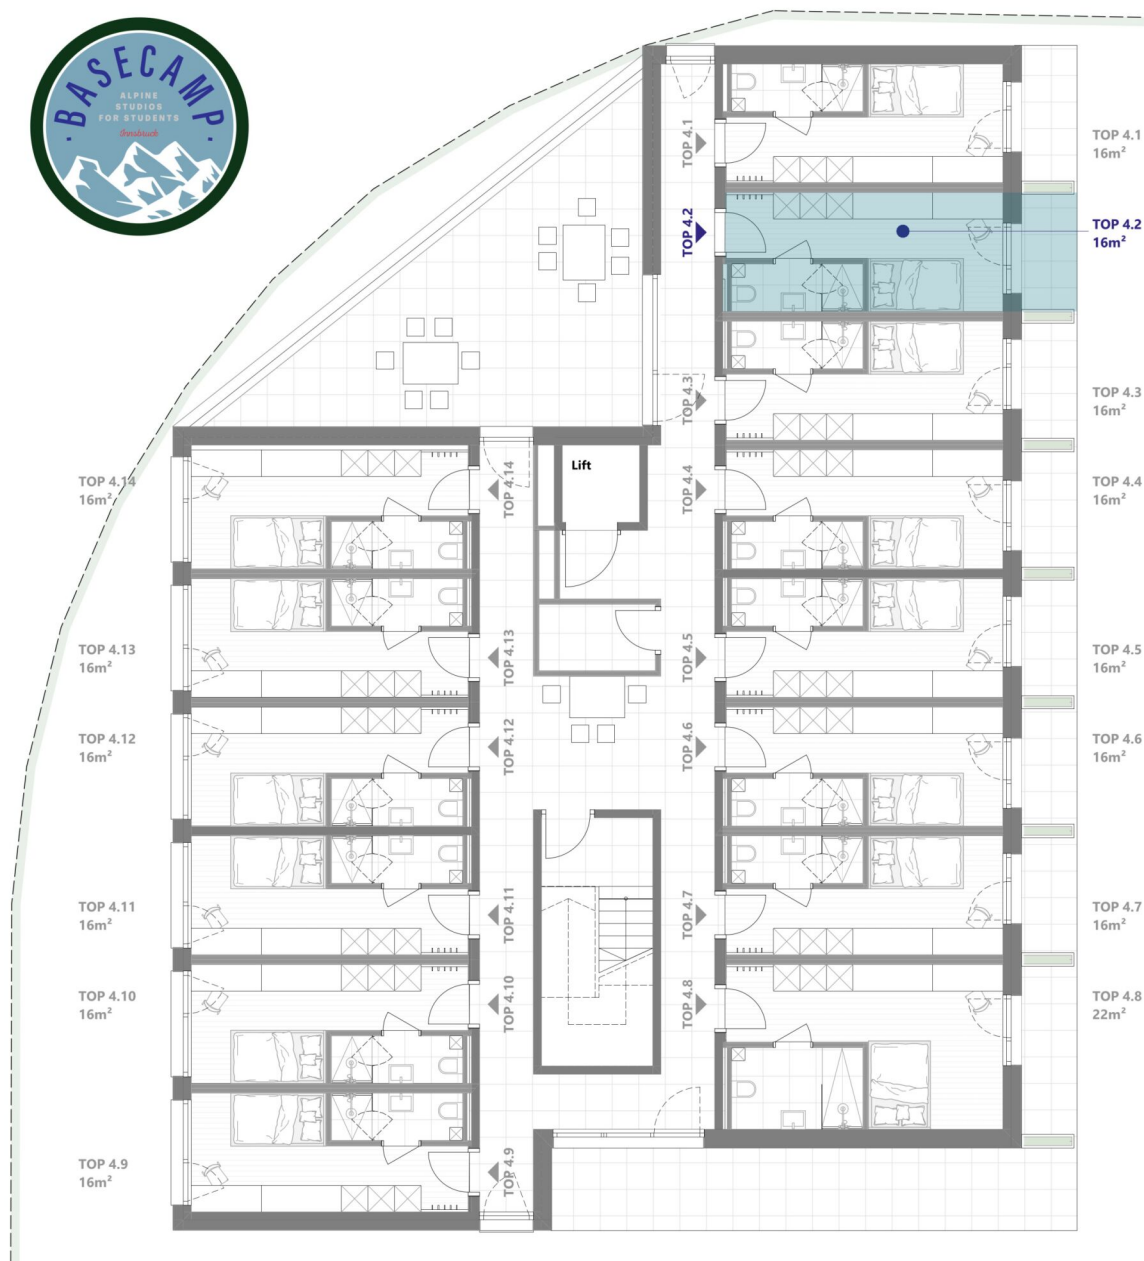 BASECAMP
ALPINE
STUDIOS
FOR STUDENTS
Innsbruck
TOP 4.1
TOP 4.1
16m²
TOP 4.2
TOP 4.2
16m²
TOP 4.3
TOP 4.3
16m²
Lift
TOP 4.14
16m²
TOP 4.14
TOP 4.4
TOP 4.4
16m²
TOP 4.13
16m²
TOP 4.13
TOP 4.5
TOP 4.5
16m²
TOP 4.12
16m²
TOP 4.12
TOP 4.6
TOP 4.6
16m²
TOP 4.11
16m²
TOP 4.11
TOP 4.7
TOP 4.7
16m²
TOP 4.10
16m²
TOP 4.10
TOP 4.8
TOP 4.8
22m²
TOP 4.9
16m²
TOP 4.9